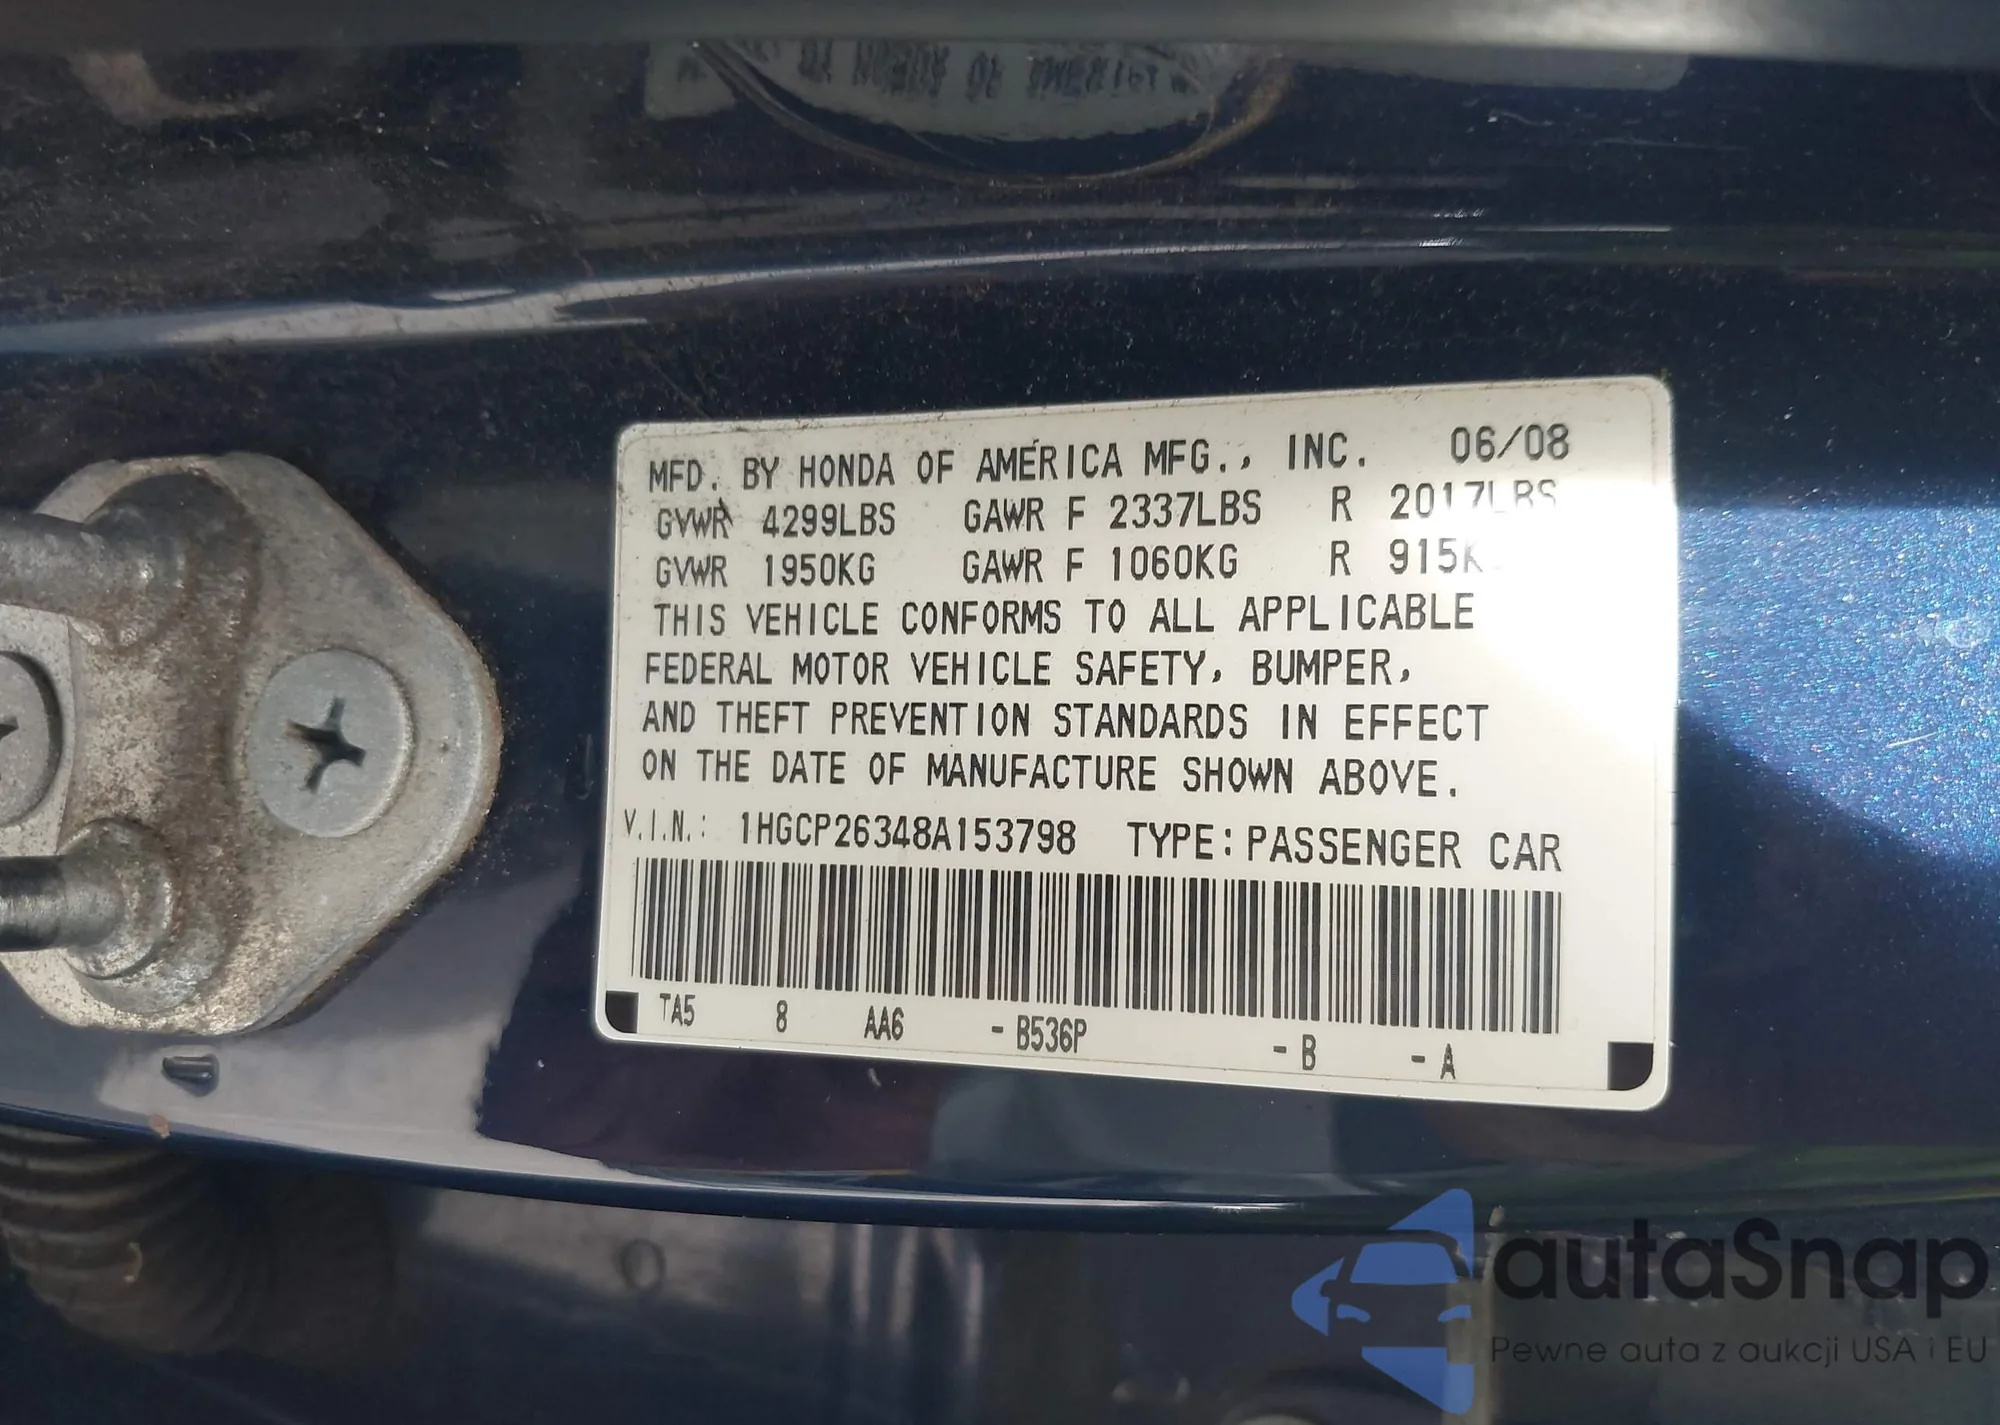 MFD. BY HONDA OF AMERICA MFG., INC. 06/08
GVWR 4299LBS GAWR F 2337LBS R 2017LBS
GVWR 1950KG GAWR F 1060KG R 915K
THIS VEHICLE CONFORMS TO ALL APPLICABLE
FEDERAL MOTOR VEHICLE SAFETY, BUMPER,
AND THEFT PREVENTION STANDARDS IN EFFECT
ON THE DATE OF MANUFACTURE SHOWN ABOVE.
V.I.N.: 1HGCP26348A153798 TYPE: PASSENGER CAR
TA5 8 AA6 - B536P - B - A
autaSnap
Pewne auta z aukcji USA i EU